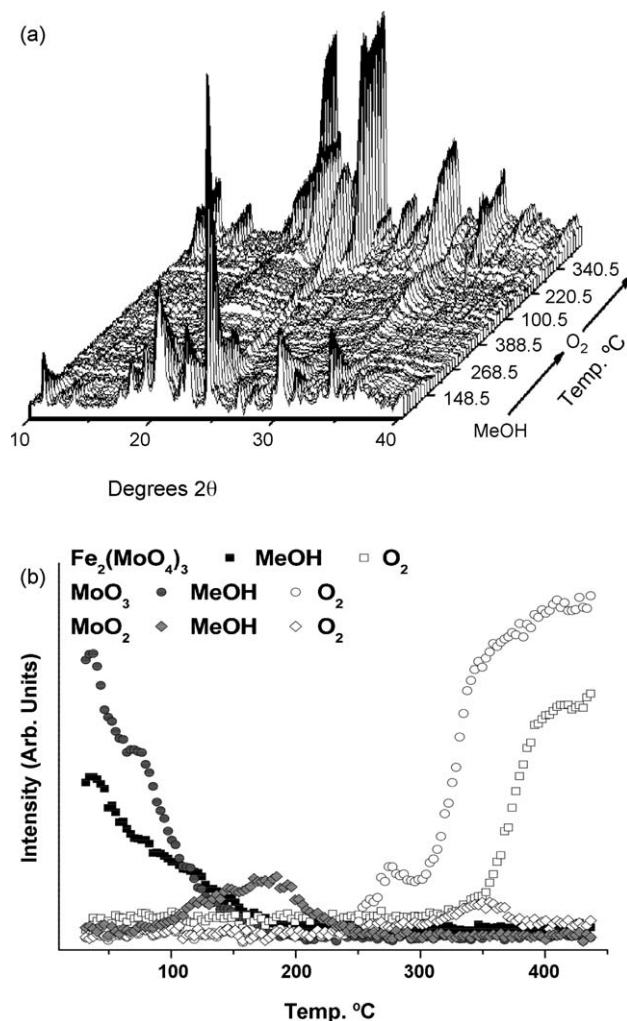 (a)
340.5
220.5
100.5
388.5
268.5
148.5
O₂
Temp. ºC
MeOH
10
20
30
40
Degrees 2θ
(b)
Fe₂(MoO₄)₃ MeOH O₂
MoO₃ MeOH O₂
MoO₂ MeOH O₂
Intensity (Arb. Units)
100
200
300
400
Temp. ºC